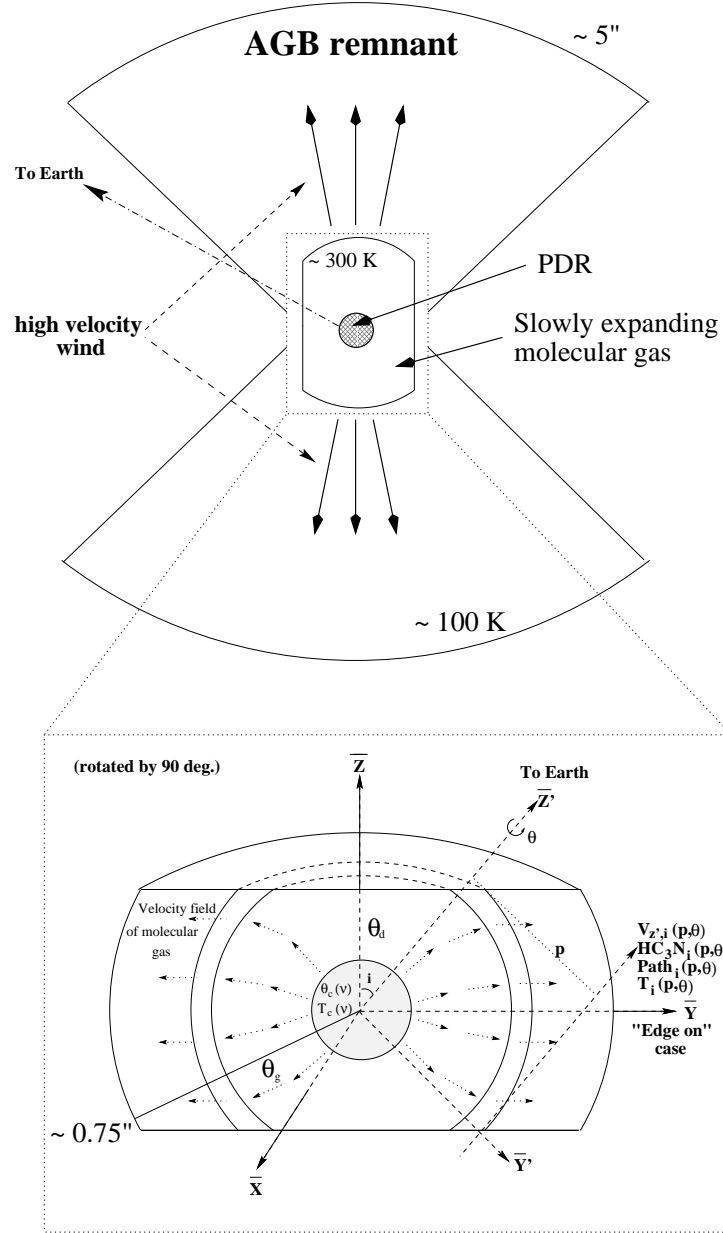 AGB remnant
~ 5"
To Earth
~ 300 K
PDR
high velocity
wind
Slowly expanding
molecular gas
~ 100 K
(rotated by 90 deg.)
Z
To Earth
Z'
θ
Velocity field
of molecular
gas
θd
p
Vz',i (p,θ)
HC3Ni (p,θ
Pathi (p,θ)
Ti (p,θ)
i
θc (ν)
Tc (ν)
Y
"Edge on"
case
θg
~ 0.75"
X
Y'